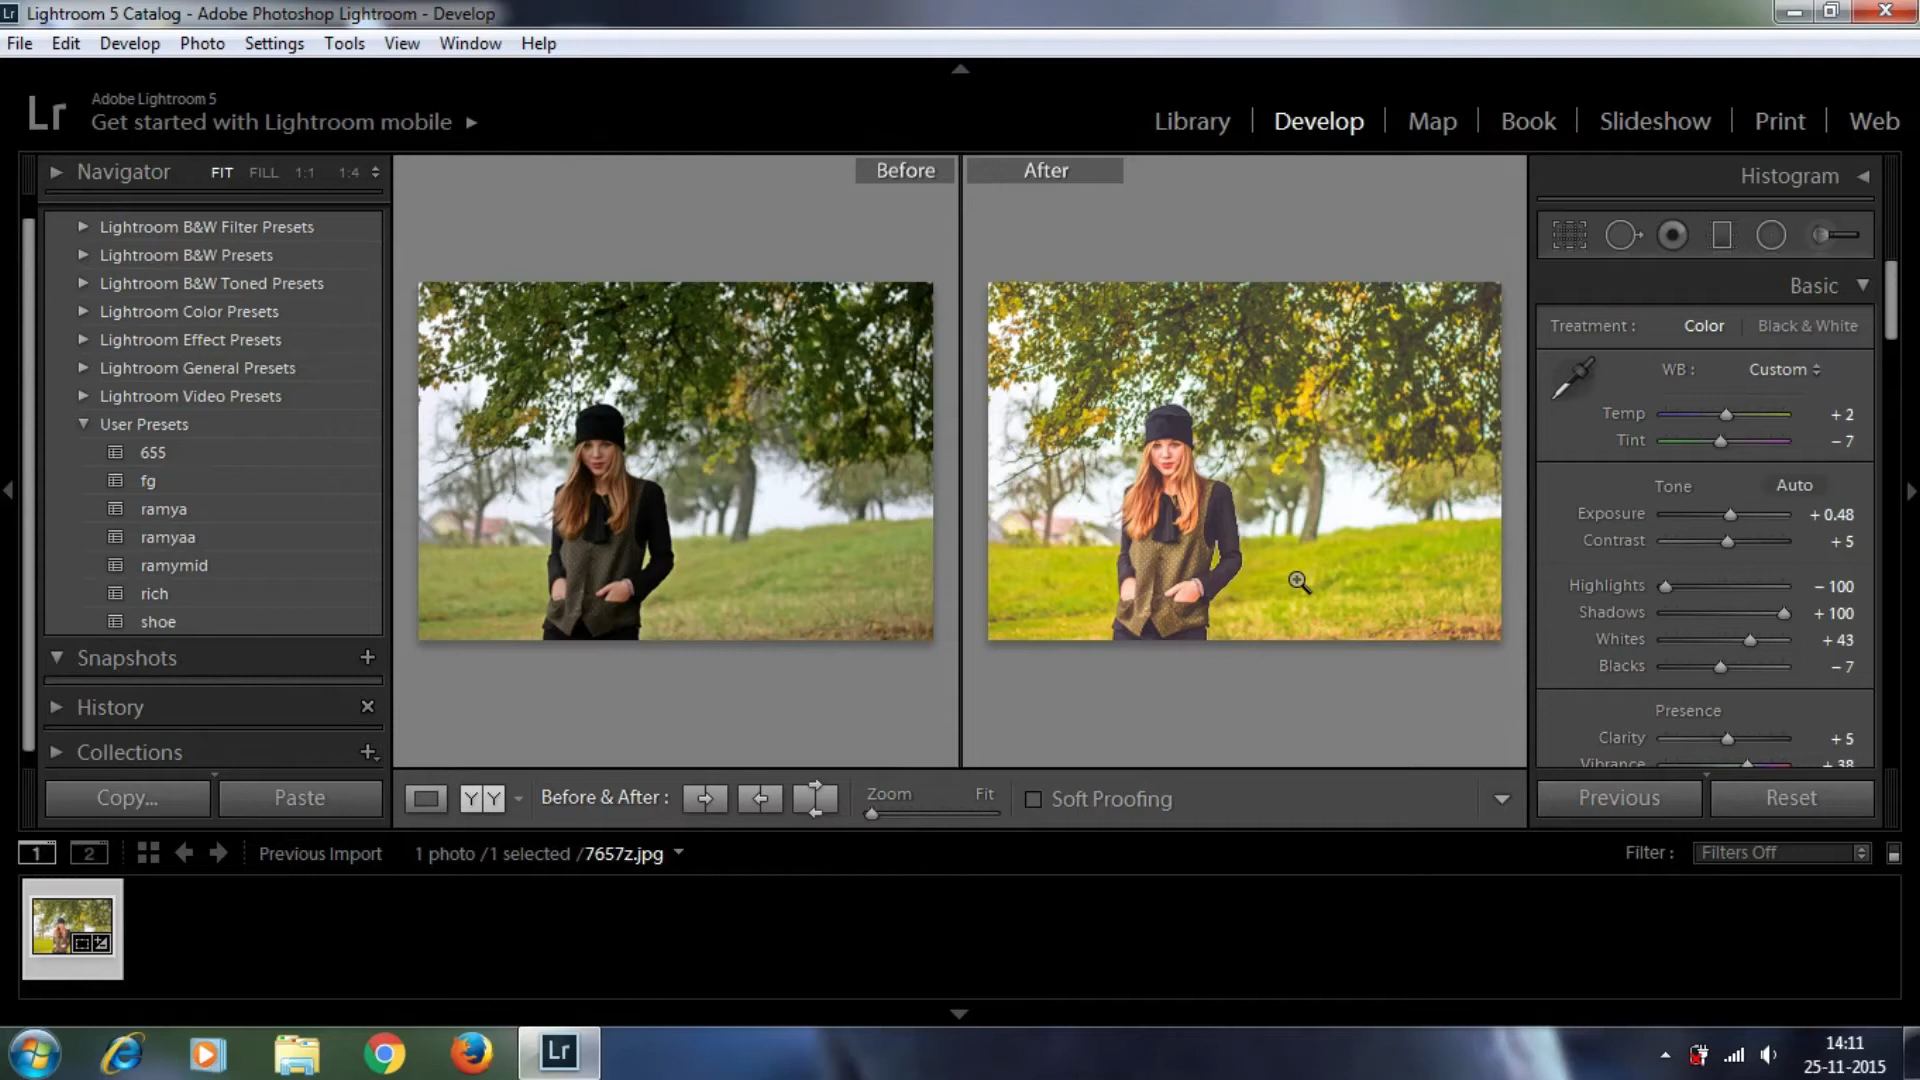 Lightroom 5 Catalog - Adobe Photoshop Lightroom - Develop
File Edit Develop Photo Settings Tools View Window Help
Lr
Adobe Lightroom 5
Get started with Lightroom mobile
Library Develop Map Book Slideshow Print Web
Navigator FIT FILL 1:1 1:4
Lightroom B&W Filter Presets
Lightroom B&W Presets
Lightroom B&W Toned Presets
Lightroom Color Presets
Lightroom Effect Presets
Lightroom General Presets
Lightroom Video Presets
User Presets
655
fg
ramya
ramyaa
ramymid
rich
shoe
Snapshots
History
Collections
Copy... Paste
Before
After
Histogram
Basic
Treatment : Color Black & White
WB : Custom
Temp + 2
Tint - 7
Tone Auto
Exposure + 0.48
Contrast + 5
Highlights - 100
Shadows + 100
Whites + 43
Blacks - 7
Presence
Clarity + 5
Vibrance + 38
Previous Reset
YY Before & After : Zoom Fit Soft Proofing
1 2 Previous Import 1 photo / 1 selected / 7657z.jpg Filter : Filters Off
Lr
14:11
25-11-2015